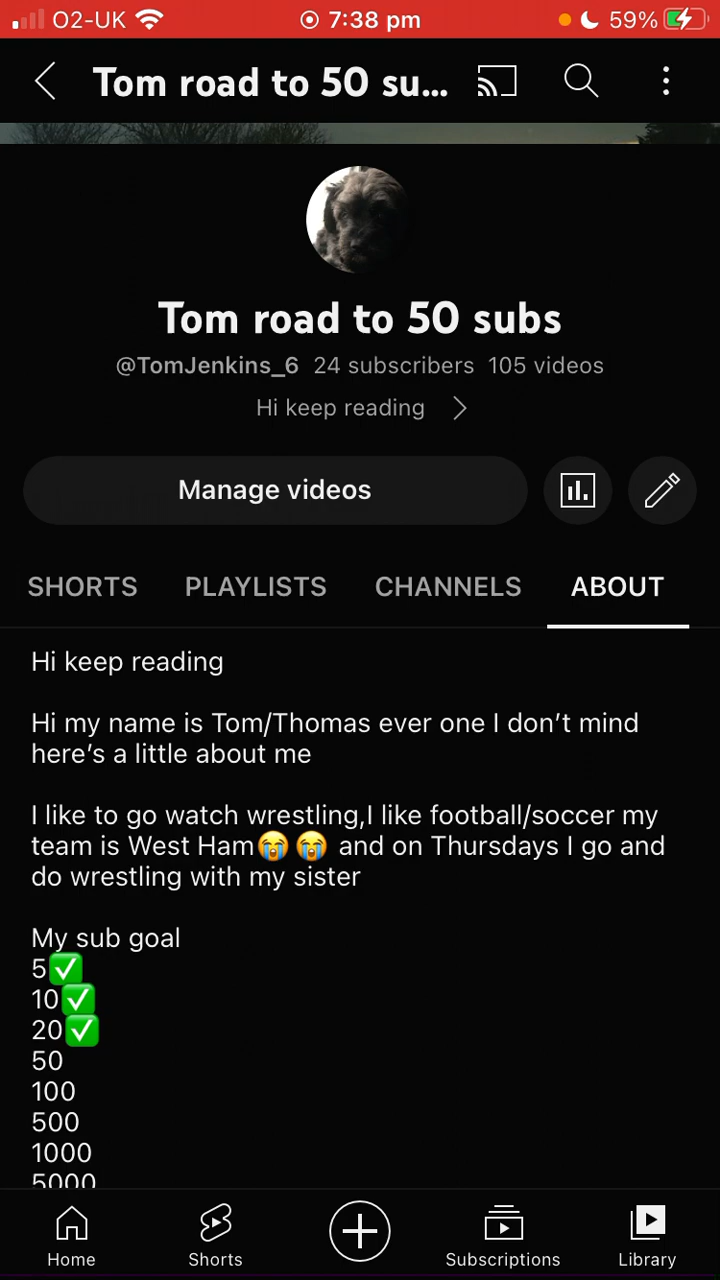 O2-UK 7:38 pm 59%
Tom road to 50 su...
Tom road to 50 subs
@TomJenkins_6 24 subscribers 105 videos
Hi keep reading
Manage videos
SHORTS PLAYLISTS CHANNELS ABOUT
Hi keep reading
Hi my name is Tom/Thomas ever one I don’t mind
here’s a little about me
I like to go watch wrestling,I like football/soccer my
team is West Ham😭😭 and on Thursdays I go and
do wrestling with my sister
My sub goal
5✅
10✅
20✅
50
100
500
1000
5000
Home Shorts Subscriptions Library